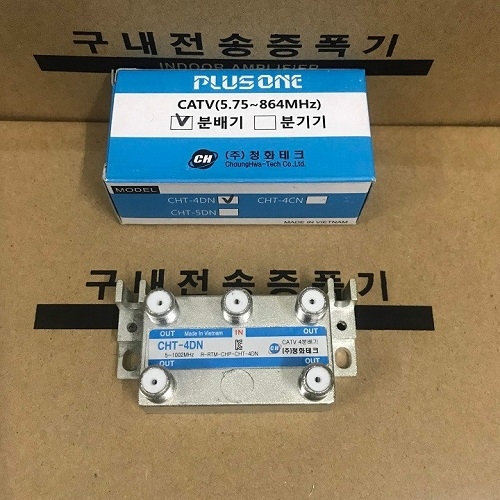 구내전송증폭기
INDOOR AMPLIFIER
PLUS ONE
CATV(5.75~864MHz)
분배기 분기기
CH (주)청화테크
ChoungHwa-Tech Co.,Ltd.
MODEL
CHT-4DN CHT-4CN
CHT-5DN
MADE IN VIETNAM
구내전송증폭기
OUT Made In Vietnam IN OUT
CHT-4DN CATV 4분배기
CH (주)청화테크
5~1002MHz R-RTM-CHP-CHT-4DN
OUT OUT